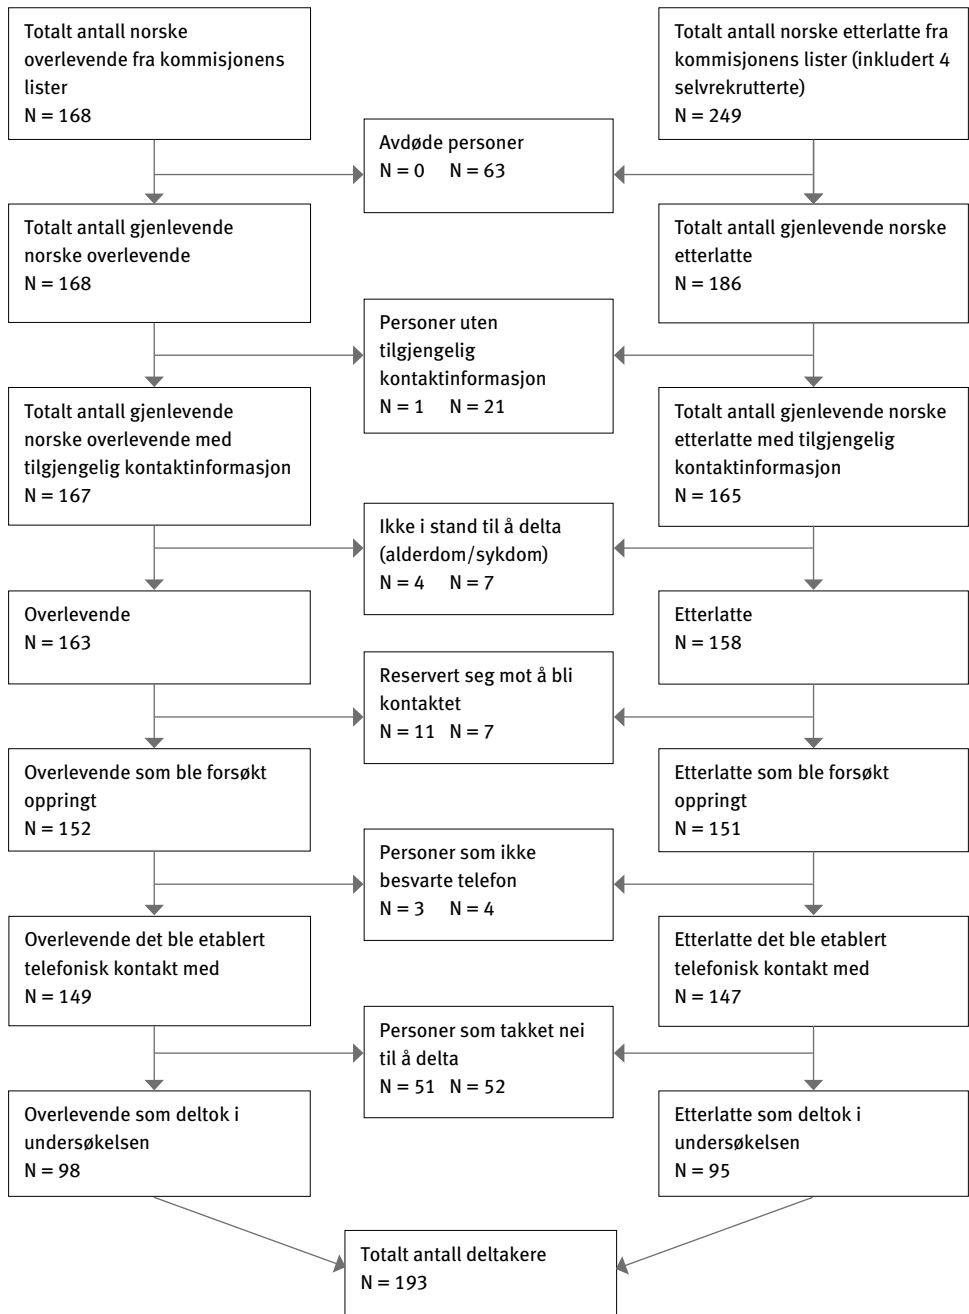 Totalt antall norske
overlevende fra kommisjonens
lister
N = 168
Totalt antall norske etterlatte fra
kommisjonens lister (inkludert 4
selvrekrutterte)
N = 249
Avdøde personer
N = 0 N = 63
Totalt antall gjenlevende
norske overlevende
N = 168
Totalt antall gjenlevende norske
etterlatte
N = 186
Personer uten
tilgjengelig
kontaktinformasjon
N = 1 N = 21
Totalt antall gjenlevende
norske overlevende med
tilgjengelig kontaktinformasjon
N = 167
Totalt antall gjenlevende norske
etterlatte med tilgjengelig
kontaktinformasjon
N = 165
Ikke i stand til å delta
(alderdom/sykdom)
N = 4 N = 7
Overlevende
N = 163
Etterlatte
N = 158
Reservert seg mot å bli
kontaktet
N = 11 N = 7
Overlevende som ble forsøkt
oppringt
N = 152
Etterlatte som ble forsøkt
oppringt
N = 151
Personer som ikke
besvarte telefon
N = 3 N = 4
Overlevende det ble etablert
telefonisk kontakt med
N = 149
Etterlatte det ble etablert
telefonisk kontakt med
N = 147
Personer som takket nei
til å delta
N = 51 N = 52
Overlevende som deltok i
undersøkelsen
N = 98
Etterlatte som deltok i
undersøkelsen
N = 95
Totalt antall deltakere
N = 193